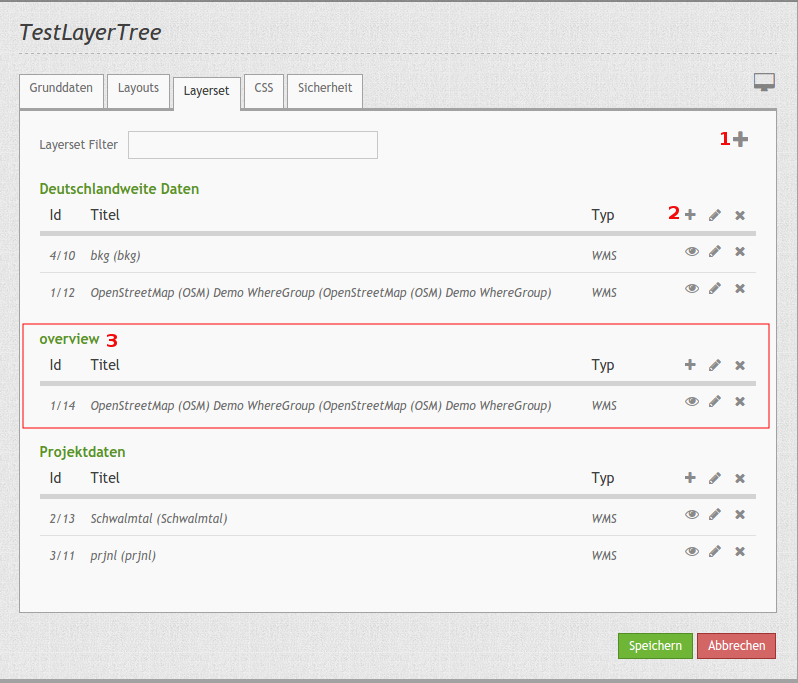 TestLayerTree
Grunddaten Layouts Layerset CSS Sicherheit
Layerset Filter 1
Deutschlandweite Daten
Id Titel Typ 2
4/10 bkg (bkg) WMS
1/12 OpenStreetMap (OSM) Demo WhereGroup (OpenStreetMap (OSM) Demo WhereGroup) WMS
overview 3
Id Titel Typ
1/14 OpenStreetMap (OSM) Demo WhereGroup (OpenStreetMap (OSM) Demo WhereGroup) WMS
Projektdaten
Id Titel Typ
2/13 Schwalmtal (Schwalmtal) WMS
3/11 prjnl (prjnl) WMS
Speichern Abbrechen